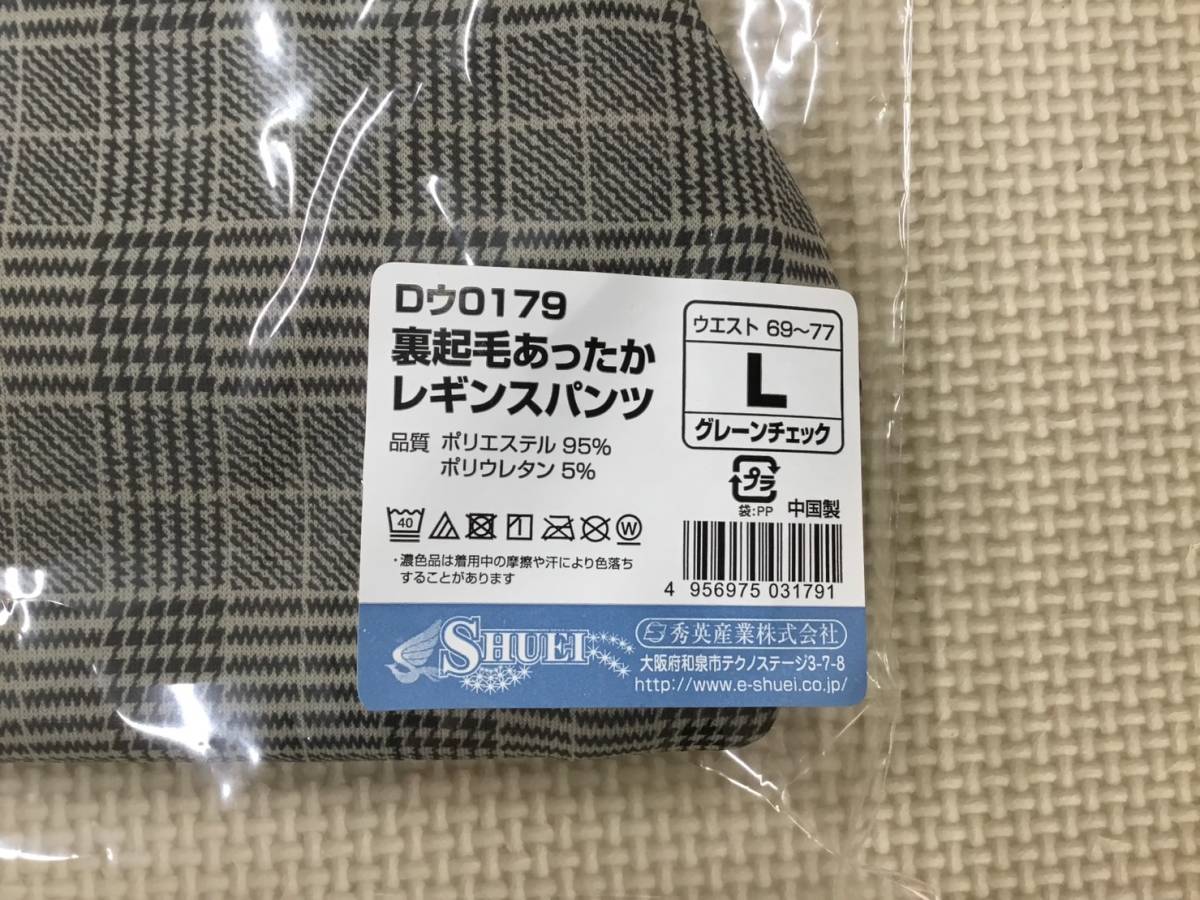 Dウ0179
裏起毛あったか
レギンスパンツ
品質 ポリエステル 95%
ポリウレタン 5%
ウエスト 69〜77
L
グレーンチェック
プラ
袋:PP 中国製
40
W
・濃色品は着用中の摩擦や汗により色落ち
することがあります
4 956975 031791
SHUEI
秀英産業株式会社
大阪府和泉市テクノステージ3-7-8
http://www.e-shuei.co.jp/